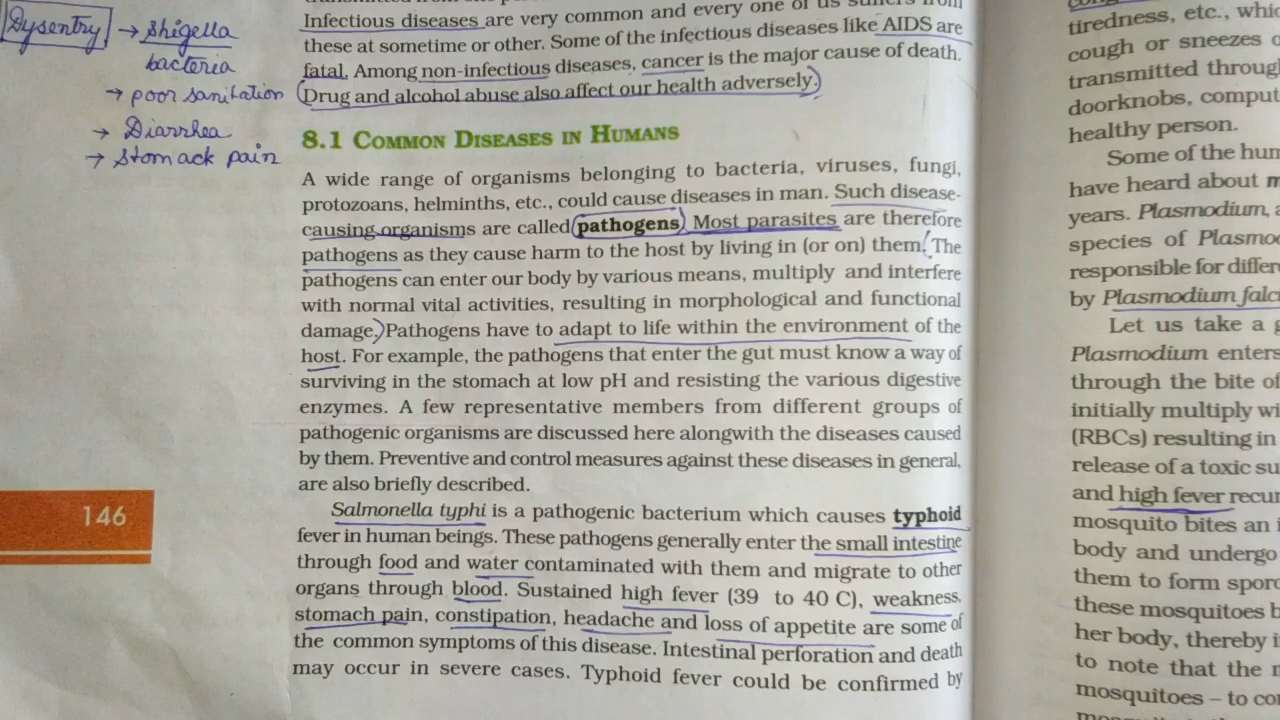 Dysentry → Shigella
bacteria
→ poor sanitation
→ Diarrhea
→ Stomack pain
Infectious diseases are very common and every one of us suffers from
these at sometime or other. Some of the infectious diseases like AIDS are
fatal. Among non-infectious diseases, cancer is the major cause of death.
Drug and alcohol abuse also affect our health adversely.
8.1 COMMON DISEASES IN HUMANS
A wide range of organisms belonging to bacteria, viruses, fungi,
protozoans, helminths, etc., could cause diseases in man. Such disease-
causing organisms are called pathogens. Most parasites are therefore
pathogens as they cause harm to the host by living in (or on) them. The
pathogens can enter our body by various means, multiply and interfere
with normal vital activities, resulting in morphological and functional
damage. Pathogens have to adapt to life within the environment of the
host. For example, the pathogens that enter the gut must know a way of
surviving in the stomach at low pH and resisting the various digestive
enzymes. A few representative members from different groups of
pathogenic organisms are discussed here alongwith the diseases caused
by them. Preventive and control measures against these diseases in general,
are also briefly described.
Salmonella typhi is a pathogenic bacterium which causes typhoid
fever in human beings. These pathogens generally enter the small intestine
through food and water contaminated with them and migrate to other
organs through blood. Sustained high fever (39 to 40 C), weakness,
stomach pain, constipation, headache and loss of appetite are some of
the common symptoms of this disease. Intestinal perforation and death
may occur in severe cases. Typhoid fever could be confirmed by
146
tiredness, etc.,
cough or sneezes
transmitted
doorknobs,
healthy person.
Some of the
have heard about
years. Plasmodium,
species of
responsible for
by Plasmodium
Let us take a
Plasmodium enters
through the bite of
initially multiply
(RBCs) resulting in
release of a toxic
and high fever
mosquito bites an
body and undergo
them to form
these mosquitoes
her body, thereby
to note that the
mosquitoes – to